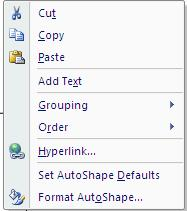 Cut
Copy
Paste
Add Text
Grouping
Order
Hyperlink...
Set AutoShape Defaults
Format AutoShape...